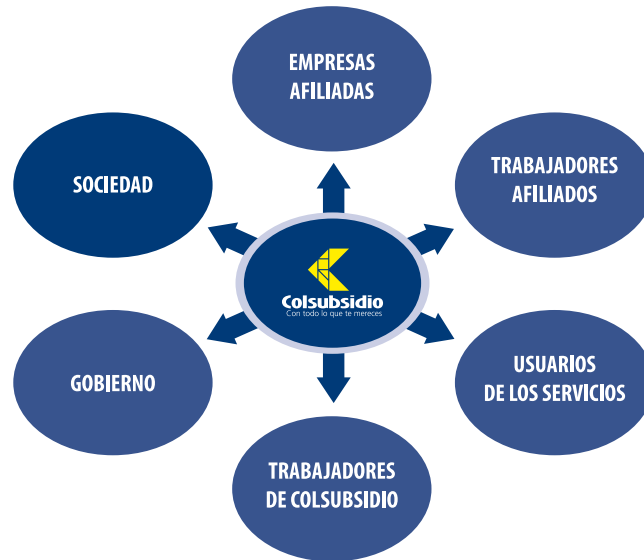 EMPRESAS
AFILIADAS
SOCIEDAD
TRABAJADORES
AFILIADOS
Colsubsidio
Con todo lo que te mereces
GOBIERNO
USUARIOS
DE LOS SERVICIOS
TRABAJADORES
DE COLSUBSIDIO